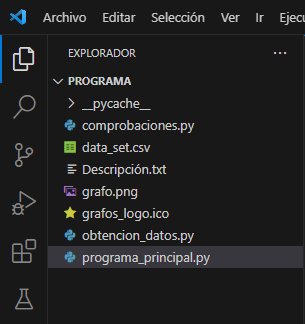 Archivo Editar Selección Ver Ir Ejecu
EXPLORADOR ...
PROGRAMA
__pycache__
comprobaciones.py
data_set.csv
Descripción.txt
grafo.png
grafos_logo.ico
obtencion_datos.py
programa_principal.py